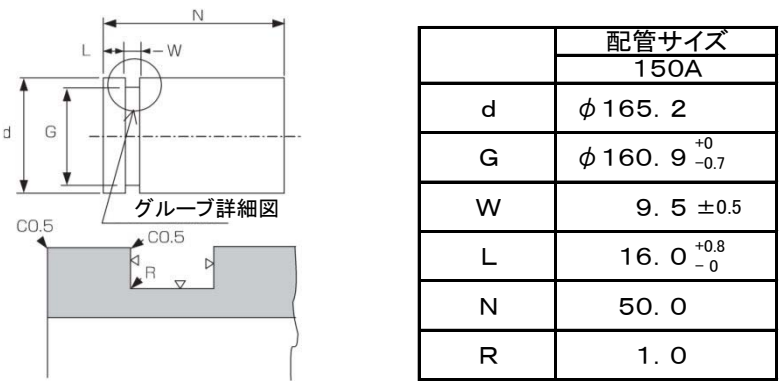 N
L
W
d
G
グループ詳細図
C0.5
C0.5
R
配管サイズ
150A
d φ165.2
G φ160.9 +0 -0.7
W 9.5 ±0.5
L 16.0 +0.8 -0
N 50.0
R 1.0